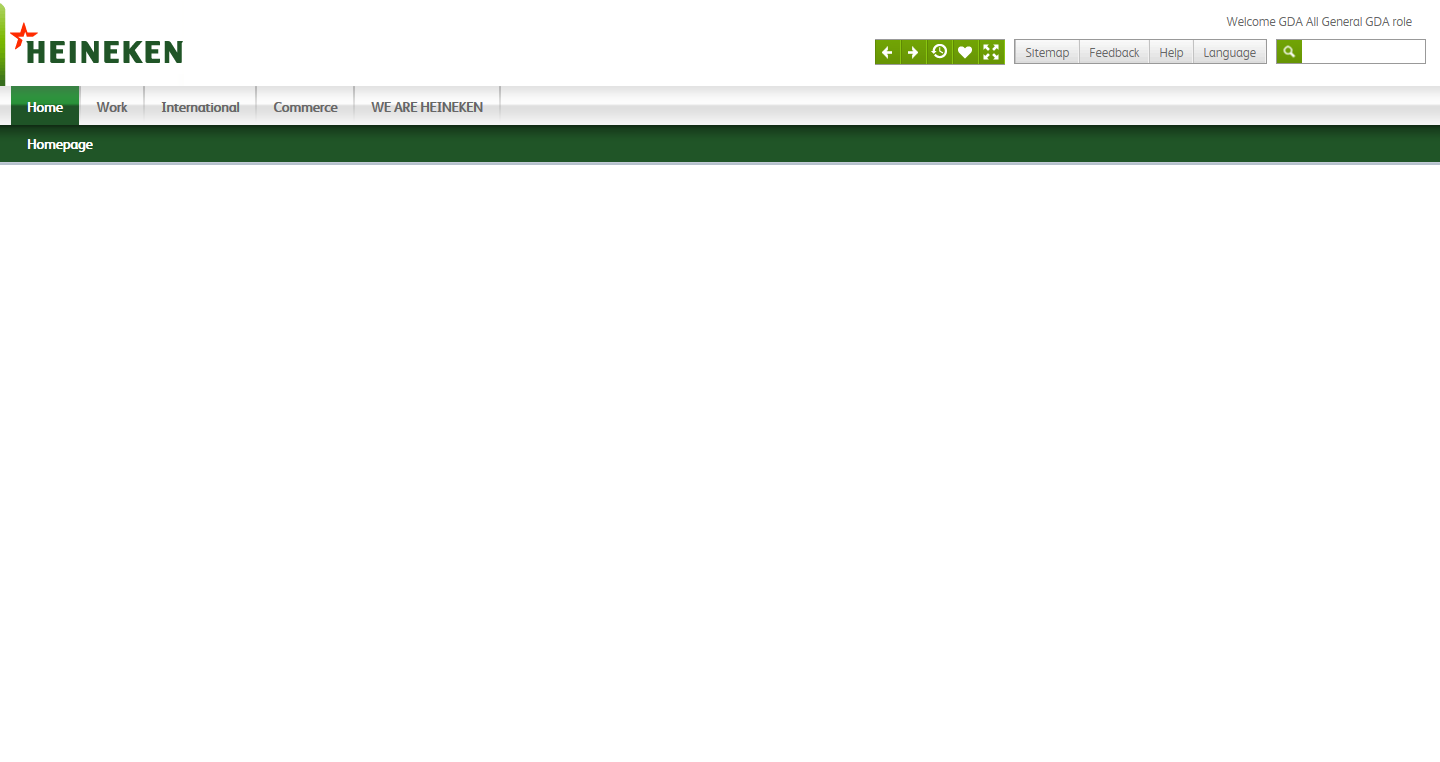 Welcome GDA All General GDA role
HEINEKEN
Sitemap Feedback Help Language
Home Work International Commerce WE ARE HEINEKEN
Homepage